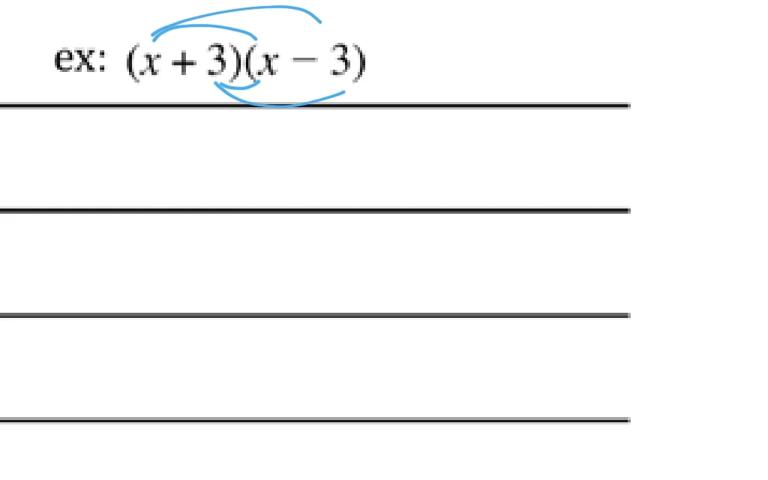 ex: (x + 3)(x − 3)